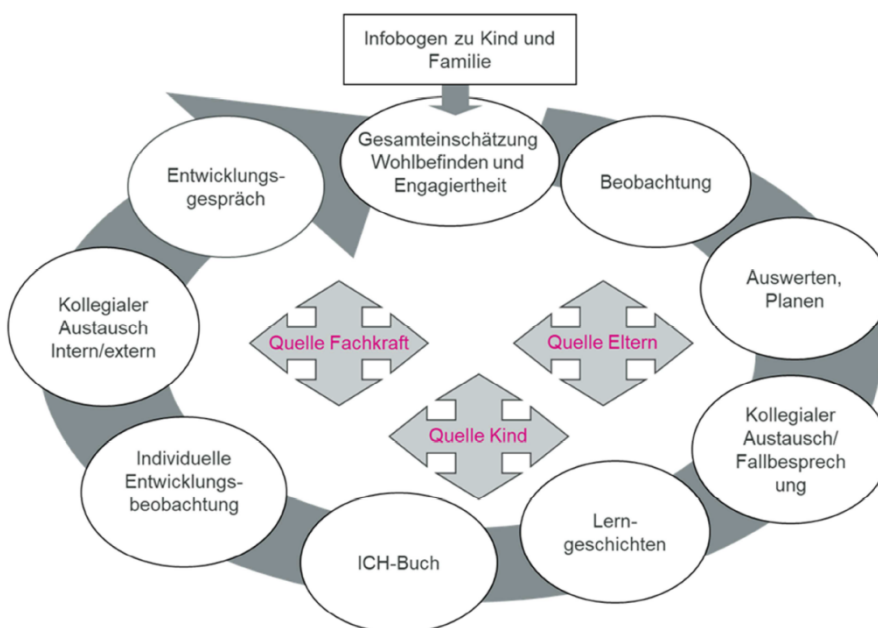 Infobogen zu Kind und
Familie
Gesamteinschätzung
Wohlbefinden und
Engagiertheit
Beobachtung
Auswerten,
Planen
Kollegialer
Austausch/
Fallbesprech
ung
Lern-
geschichten
ICH-Buch
Individuelle
Entwicklungs-
beobachtung
Kollegialer
Austausch
Intern/extern
Entwicklungs-
gespräch
Quelle Fachkraft
Quelle Eltern
Quelle Kind